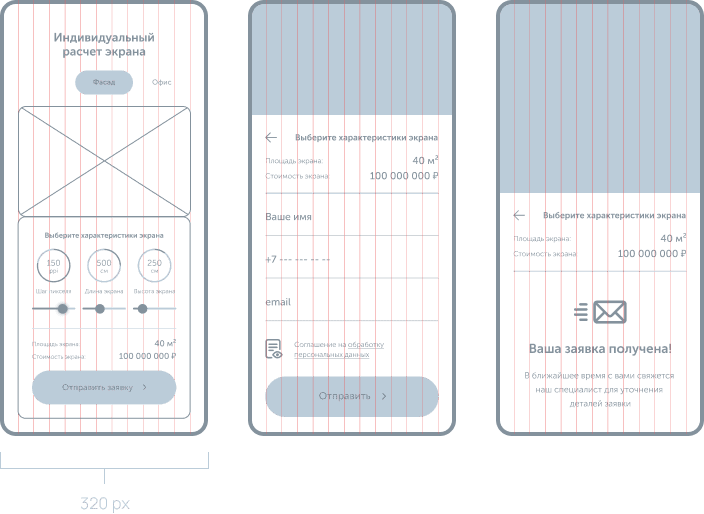 Индивидуальный
расчет экрана
Фасад
Офис
Выберите характеристики экрана
150
ppi
500
см
250
см
Шаг пикселя
Длина экрана
Высота экрана
Площадь экрана:
40 м²
Стоимость экрана:
100 000 000 ₽
Отправить заявку
320 px
Выберите характеристики экрана
Площадь экрана:
40 м²
Стоимость экрана:
100 000 000 ₽
Ваше имя
+7 --- --- -- --
email
Соглашение на обработку
персональных данных
Отправить
Выберите характеристики экрана
Площадь экрана:
40 м²
Стоимость экрана:
100 000 000 ₽
Ваша заявка получена!
В ближайшее время с вами свяжется
наш специалист для уточнения
деталей заявки